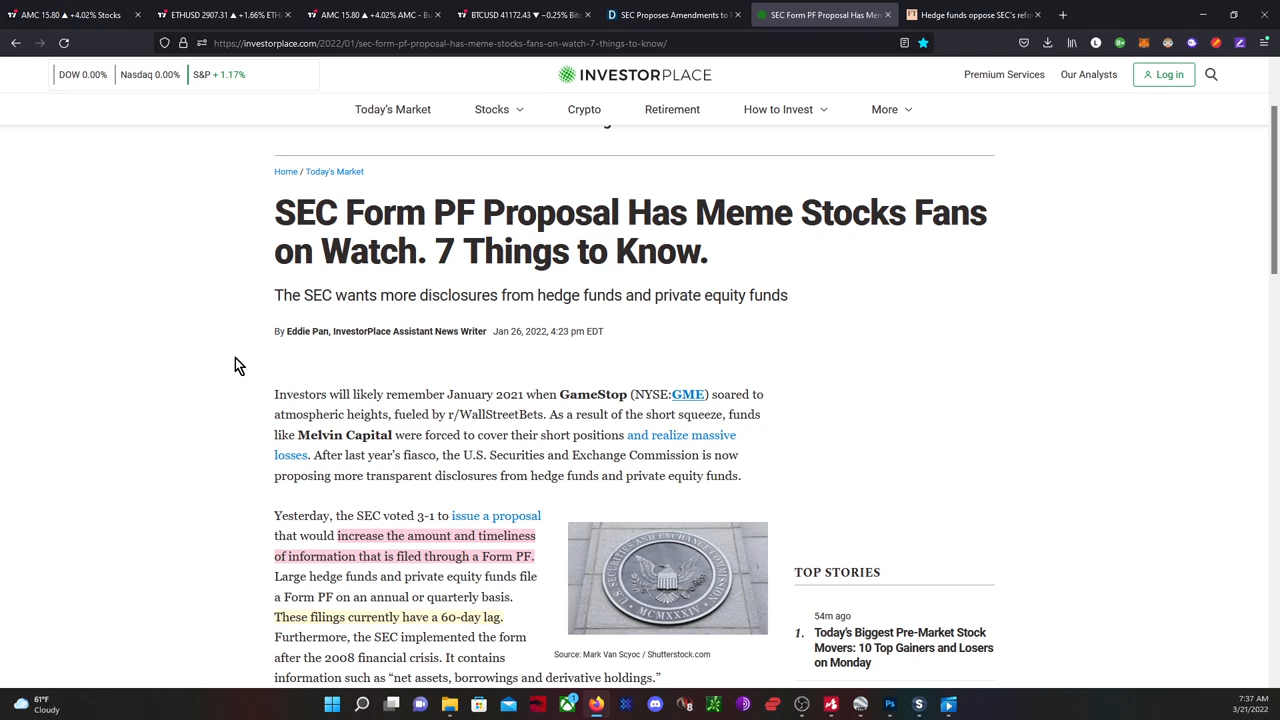 AMC 15.80 ▲ +4.02% Stocks
ETHUSD 2907.31 ▲ +1.66% ETH
AMC 15.80 ▲ +4.02% AMC - Bu
BTCUSD 41172.43 ▼ −0.25% Bitc
SEC Proposes Amendments to F
SEC Form PF Proposal Has Mem
Hedge funds oppose SEC's refo
https://investorplace.com/2022/01/sec-form-pf-proposal-has-meme-stocks-fans-on-watch-7-things-to-know/
DOW 0.00%
Nasdaq 0.00%
S&P + 1.17%
INVESTORPLACE
Premium Services
Our Analysts
Log in
Today's Market
Stocks
Crypto
Retirement
How to Invest
More
Home / Today's Market
SEC Form PF Proposal Has Meme Stocks Fans
on Watch. 7 Things to Know.
The SEC wants more disclosures from hedge funds and private equity funds
By Eddie Pan, InvestorPlace Assistant News Writer Jan 26, 2022, 4:23 pm EDT
Investors will likely remember January 2021 when GameStop (NYSE:GME) soared to
atmospheric heights, fueled by r/WallStreetBets. As a result of the short squeeze, funds
like Melvin Capital were forced to cover their short positions and realize massive
losses. After last year's fiasco, the U.S. Securities and Exchange Commission is now
proposing more transparent disclosures from hedge funds and private equity funds.
Yesterday, the SEC voted 3-1 to issue a proposal
that would increase the amount and timeliness
of information that is filed through a Form PF.
Large hedge funds and private equity funds file
a Form PF on an annual or quarterly basis.
These filings currently have a 60-day lag.
Furthermore, the SEC implemented the form
after the 2008 financial crisis. It contains
information such as “net assets, borrowings and derivative holdings.”
U.S. SECURITIES AND EXCHANGE COMMISSION
MCMXXXIV
Source: Mark Van Scyoc / Shutterstock.com
TOP STORIES
54m ago
1. Today's Biggest Pre-Market Stock
Movers: 10 Top Gainers and Losers
on Monday
61°F
Cloudy
7:37 AM
3/21/2022